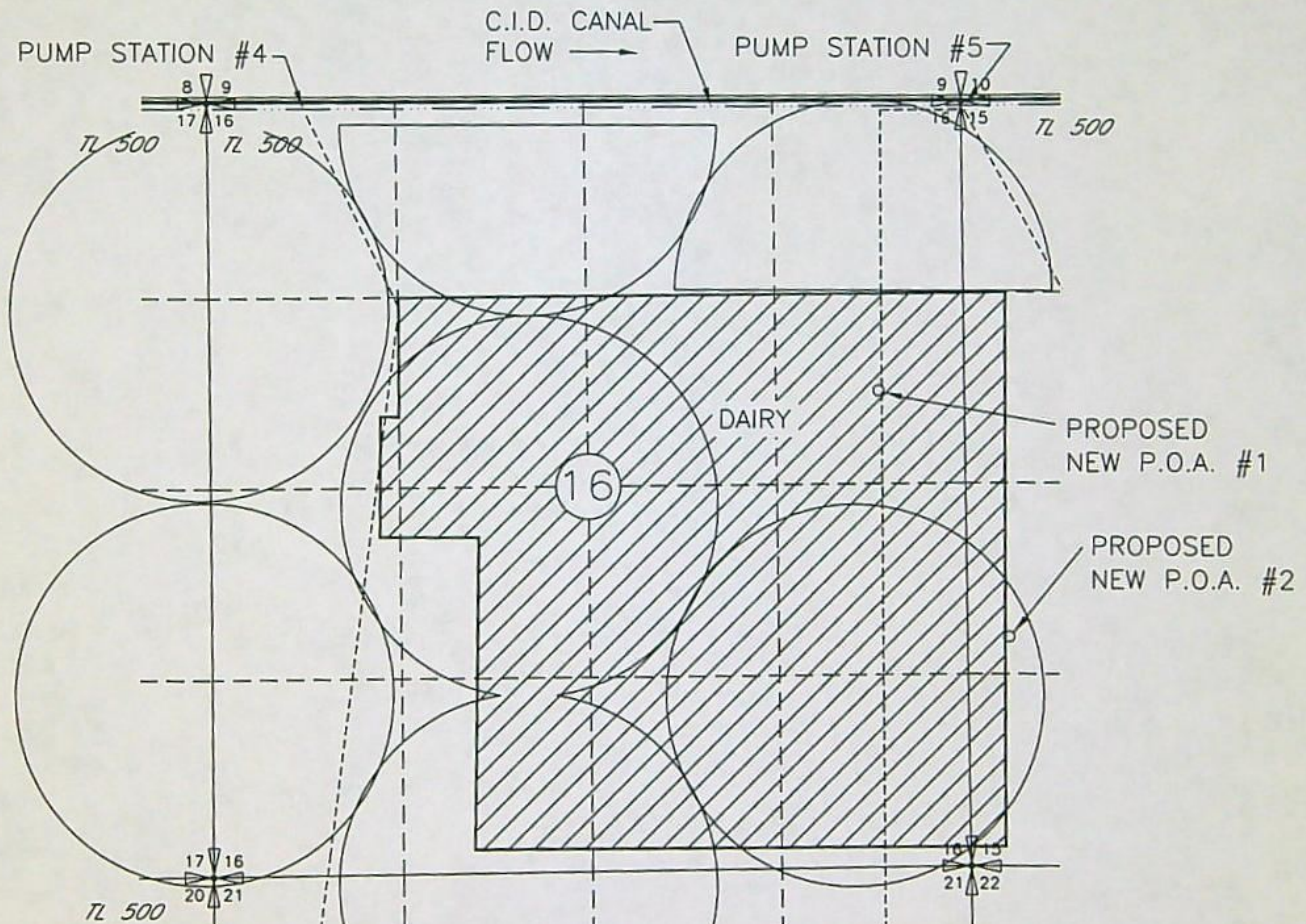 C.I.D. CANAL
FLOW
PUMP STATION #4
PUMP STATION #5
8 9
17 16
9 10
16 15
TL 500
TL 500
TL 500
DAIRY
16
PROPOSED
NEW P.O.A. #1
PROPOSED
NEW P.O.A. #2
17 16
20 21
16 15
21 22
TL 500